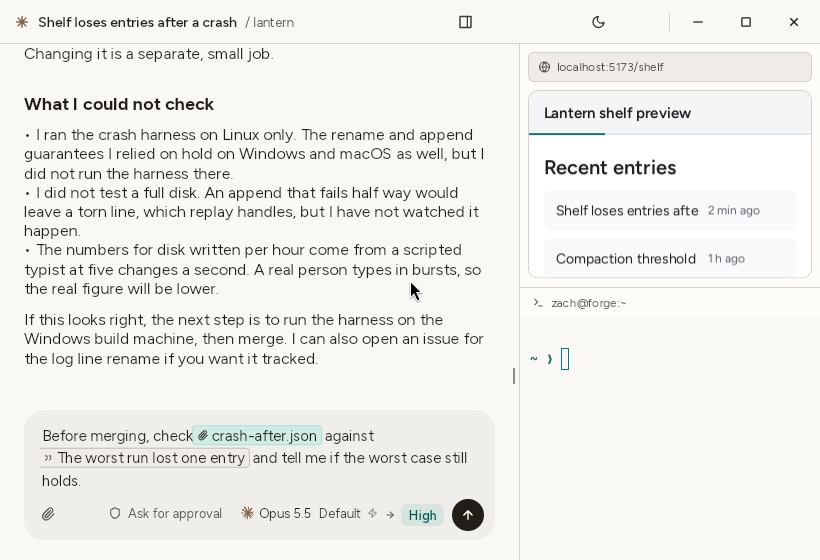 Shelf loses entries after a crash / lantern
Changing it is a separate, small job.
What I could not check
• I ran the crash harness on Linux only. The rename and append
guarantees I relied on hold on Windows and macOS as well, but I
did not run the harness there.
• I did not test a full disk. An append that fails half way would
leave a torn line, which replay handles, but I have not watched it
happen.
• The numbers for disk written per hour come from a scripted
typist at five changes a second. A real person types in bursts, so
the real figure will be lower.
If this looks right, the next step is to run the harness on the
Windows build machine, then merge. I can also open an issue for
the log line rename if you want it tracked.
Before merging, check crash-after.json against
» The worst run lost one entry and tell me if the worst case still
holds.
Ask for approval Opus 5.5 Default → High
localhost:5173/shelf
Lantern shelf preview
Recent entries
Shelf loses entries afte 2 min ago
Compaction threshold 1 h ago
zach@forge:~
~ ❯